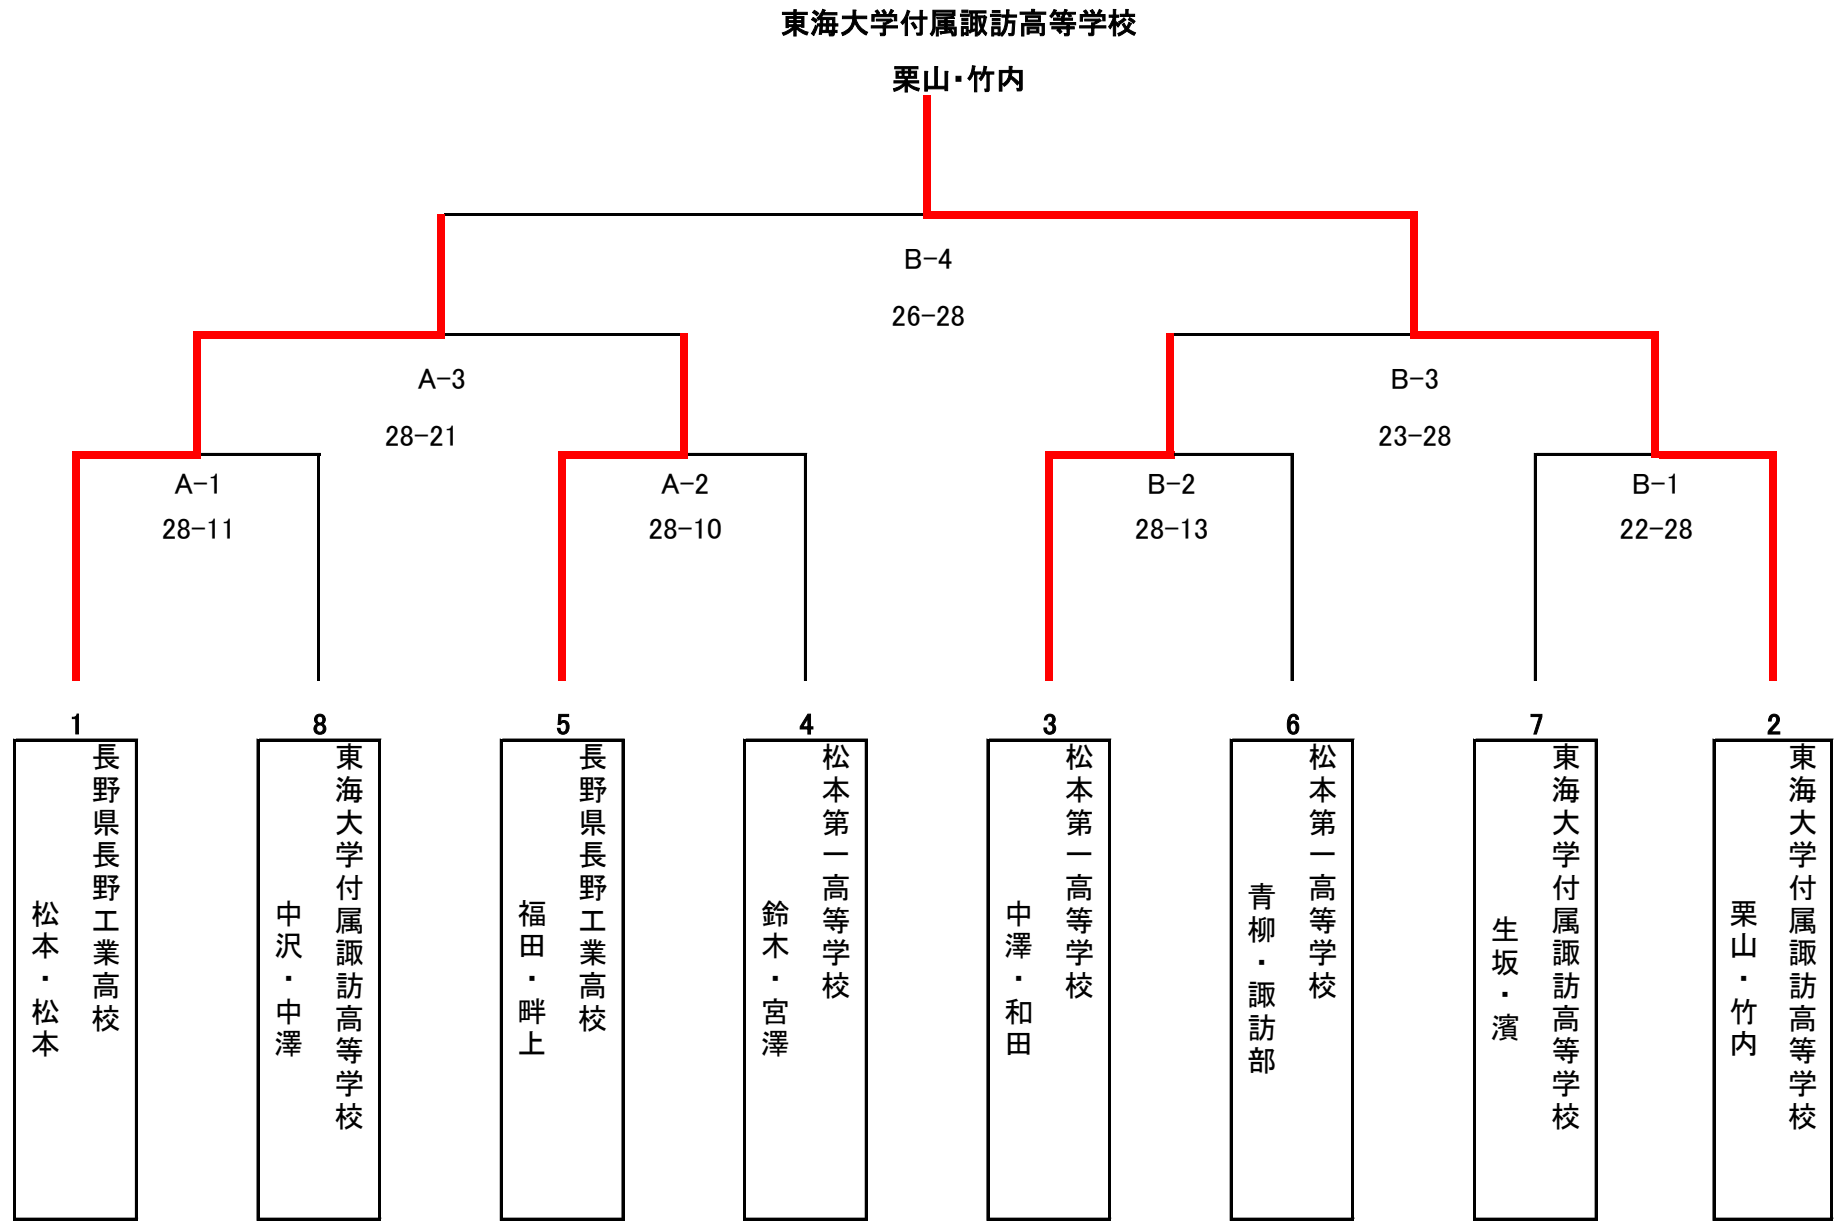 東海大学付属諏訪高等学校
栗山・竹内
B-4
26-28
A-3
28-21
B-3
23-28
A-1
28-11
A-2
28-10
B-2
28-13
B-1
22-28
1
長野県長野工業高校
松本・松本
8
東海大学付属諏訪高等学校
中沢・中澤
5
長野県長野工業高校
福田・畔上
4
松本第一高等学校
鈴木・宮澤
3
松本第一高等学校
中澤・和田
6
松本第一高等学校
青柳・諏訪部
7
東海大学付属諏訪高等学校
生坂・濱
2
東海大学付属諏訪高等学校
栗山・竹内